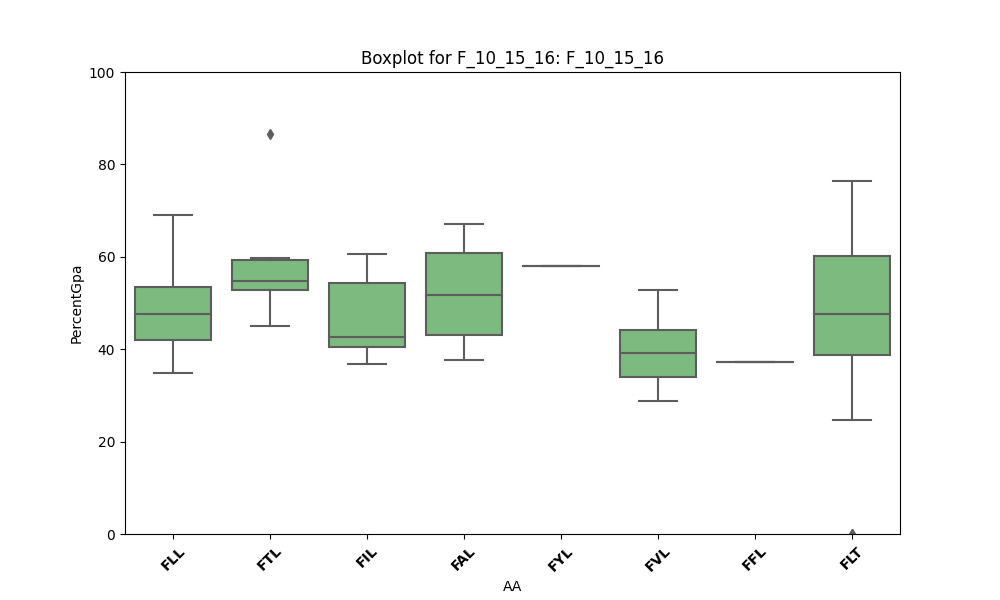 Boxplot for F_10_15_16: F_10_15_16
100
80
60
40
20
0
PercentGpa
FLL
FTL
FIL
FAL
FYL
FVL
FFL
FLT
AA